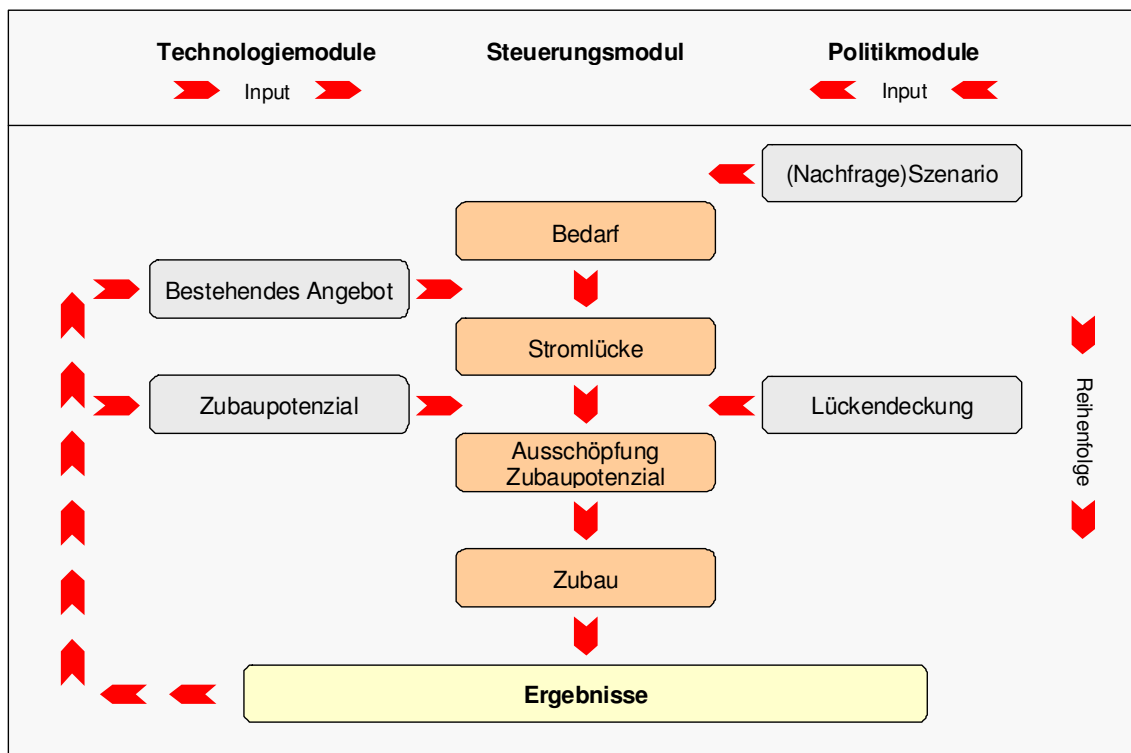 Technologiemodule
Steuerungsmodul
Politikmodule
Input
Input
(Nachfrage)Szenario
Bedarf
Bestehendes Angebot
Stromlücke
Zubaupotenzial
Lückendeckung
Reihenfolge
Ausschöpfung
Zubaupotenzial
Zubau
Ergebnisse